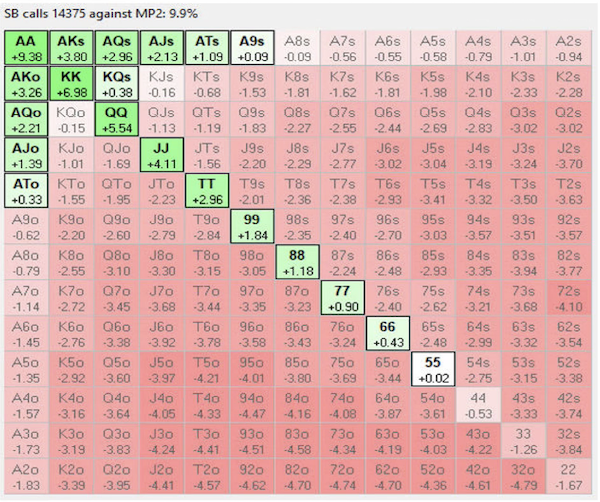 SB calls 14375 against MP2: 9.9%
AA AKs AQs AJs ATs A9s A8s A7s A6s A5s A4s A3s A2s
+9.38 +3.80 +2.96 +2.13 +1.09 +0.09 -0.09 -0.56 -0.55 -0.58 -0.79 -1.01 -0.94
AKo KK KQs KJs KTs K9s K8s K7s K6s K5s K4s K3s K2s
+3.26 +6.98 +0.38 -0.16 -0.68 -1.53 -1.81 -1.62 -1.81 -1.98 -2.10 -2.33 -2.28
AQo KQo QQ QJs QTs Q9s Q8s Q7s Q6s Q5s Q4s Q3s Q2s
+2.21 -0.15 +5.54 -1.13 -1.19 -1.83 -2.27 -2.55 -2.44 -2.69 -2.83 -3.02 -3.02
AJo KJo QJo JJ JTs J9s J8s J7s J6s J5s J4s J3s J2s
+1.39 -1.01 -1.69 +4.11 -1.56 -2.20 -2.29 -2.77 -3.02 -3.04 -3.19 -3.24 -3.70
ATo KTo QTo JTo TT T9s T8s T7s T6s T5s T4s T3s T2s
+0.33 -1.55 -1.95 -2.23 +2.96 -2.01 -2.36 -2.38 -2.93 -3.41 -3.32 -3.50 -3.63
A9o K9o Q9o J9o T9o 99 98s 97s 96s 95s 94s 93s 92s
-0.62 -2.20 -2.60 -2.79 -2.84 +1.84 -2.35 -2.40 -2.70 -3.03 -3.57 -3.51 -3.57
A8o K8o Q8o J8o T8o 98o 88 87s 86s 85s 84s 83s 82s
-0.79 -2.55 -3.10 -3.30 -3.15 -3.05 +1.18 -2.24 -2.48 -2.93 -3.35 -3.94 -3.77
A7o K7o Q7o J7o T7o 97o 87o 77 76s 75s 74s 73s 72s
-1.14 -2.72 -3.45 -3.68 -3.44 -3.35 -3.23 +0.90 -2.40 -2.62 -3.21 -3.68 -4.10
A6o K6o Q6o J6o T6o 96o 86o 76o 66 65s 64s 63s 62s
-1.45 -2.76 -3.38 -3.92 -3.78 -3.58 -3.43 -3.24 +0.43 -2.48 -2.99 -3.32 -3.54
A5o K5o Q5o J5o T5o 95o 85o 75o 65o 55 54s 53s 52s
-1.35 -2.92 -3.60 -3.97 -4.21 -4.01 -3.80 -3.69 -3.44 +0.02 -2.75 -3.15 -3.38
A4o K4o Q4o J4o T4o 94o 84o 74o 64o 54o 44 43s 42s
-1.57 -3.16 -3.64 -4.05 -4.33 -4.47 -4.16 -4.08 -3.87 -3.61 -0.53 -3.33 -3.74
A3o K3o Q3o J3o T3o 93o 83o 73o 63o 53o 43o 33 32s
-1.73 -3.19 -3.83 -4.24 -4.41 -4.51 -4.58 -4.34 -4.19 -4.03 -4.22 -1.26 -3.84
A2o K2o Q2o J2o T2o 92o 82o 72o 62o 52o 42o 32o 22
-1.83 -3.39 -3.95 -4.41 -4.57 -4.62 -4.70 -4.74 -4.70 -4.36 -4.61 -4.79 -1.67